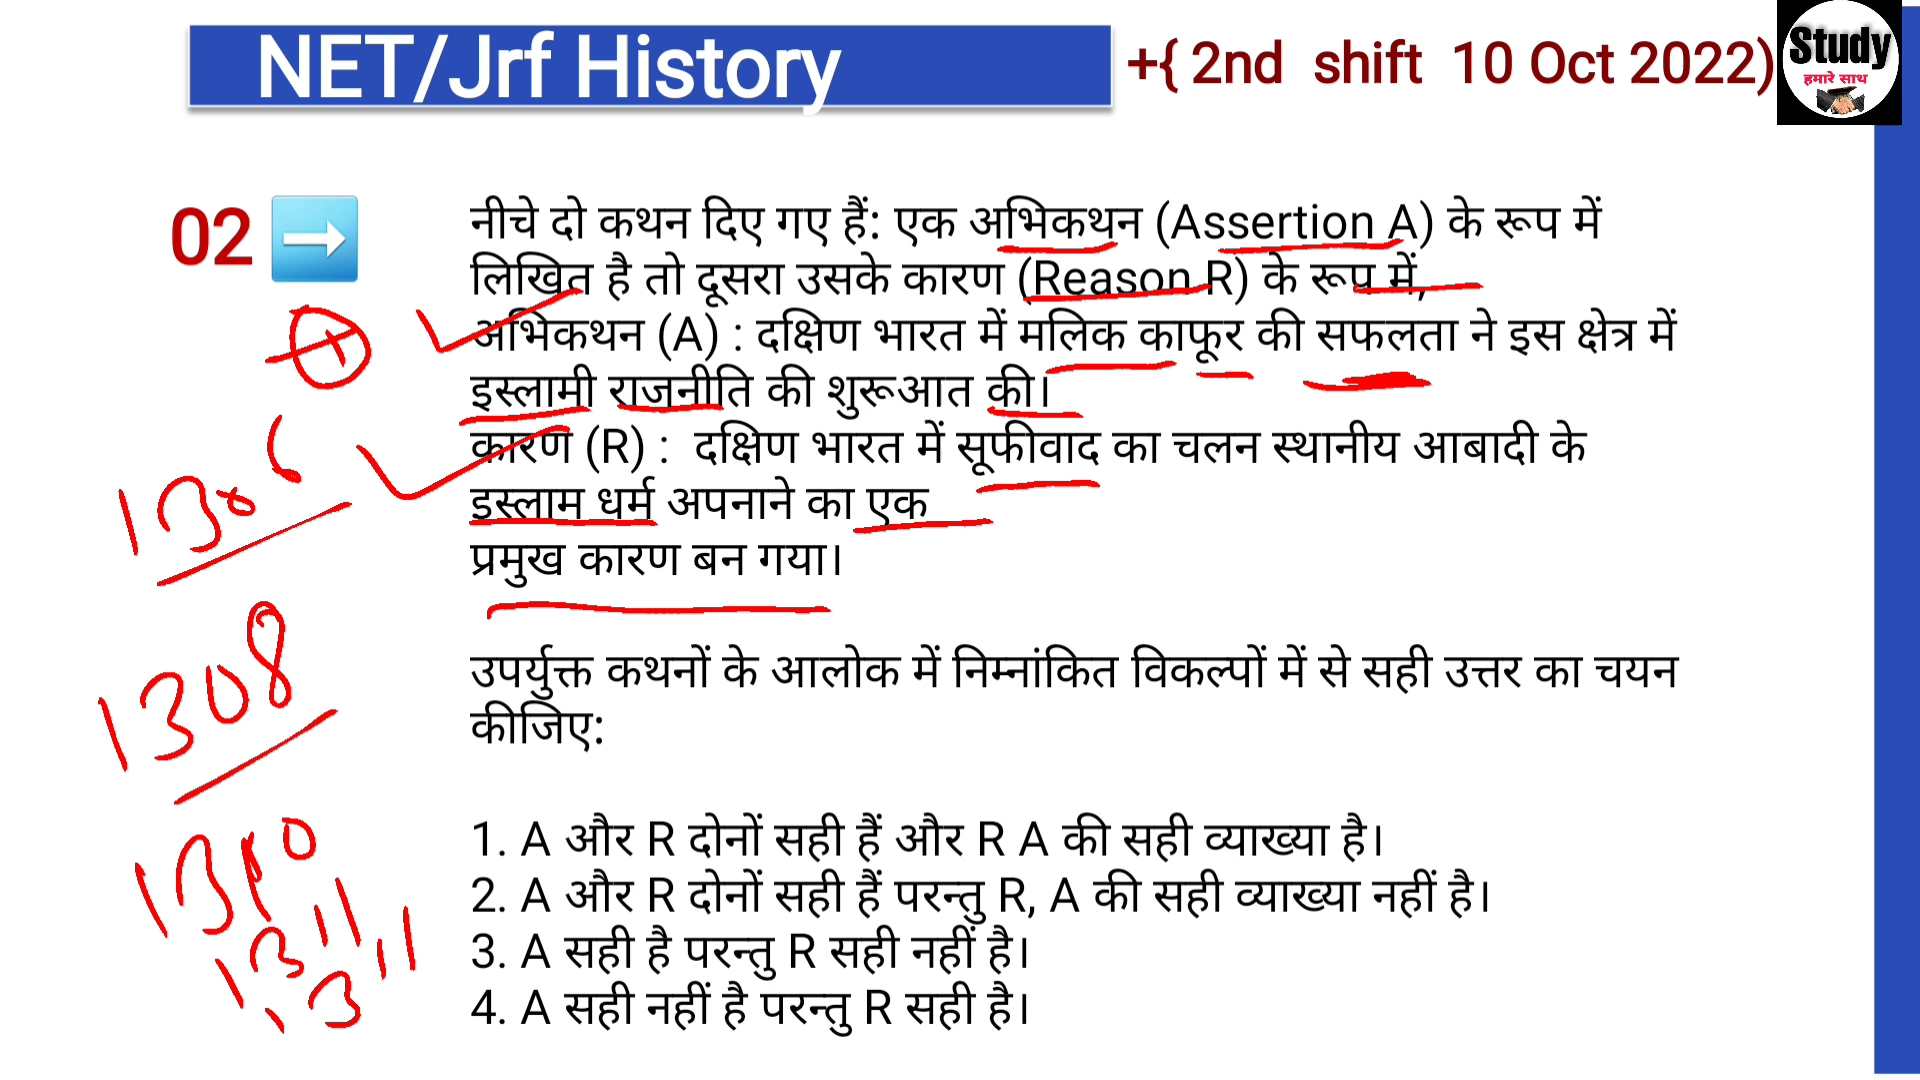 NET/Jrf History
+{ 2nd shift 10 Oct 2022)
Study
हमारे साथ
02
नीचे दो कथन दिए गए हैं: एक अभिकथन (Assertion A) के रूप में
लिखित है तो दूसरा उसके कारण (Reason R) के रूप में,
अभिकथन (A) : दक्षिण भारत में मलिक काफूर की सफलता ने इस क्षेत्र में
इस्लामी राजनीति की शुरूआत की।
कारण (R) : दक्षिण भारत में सूफीवाद का चलन स्थानीय आबादी के
इस्लाम धर्म अपनाने का एक
प्रमुख कारण बन गया।
1306
1308
1310
1311
13
उपर्युक्त कथनों के आलोक में निम्नांकित विकल्पों में से सही उत्तर का चयन
कीजिए:
1. A और R दोनों सही हैं और R A की सही व्याख्या है।
2. A और R दोनों सही हैं परन्तु R, A की सही व्याख्या नहीं है।
3. A सही है परन्तु R सही नहीं है।
4. A सही नहीं है परन्तु R सही है।